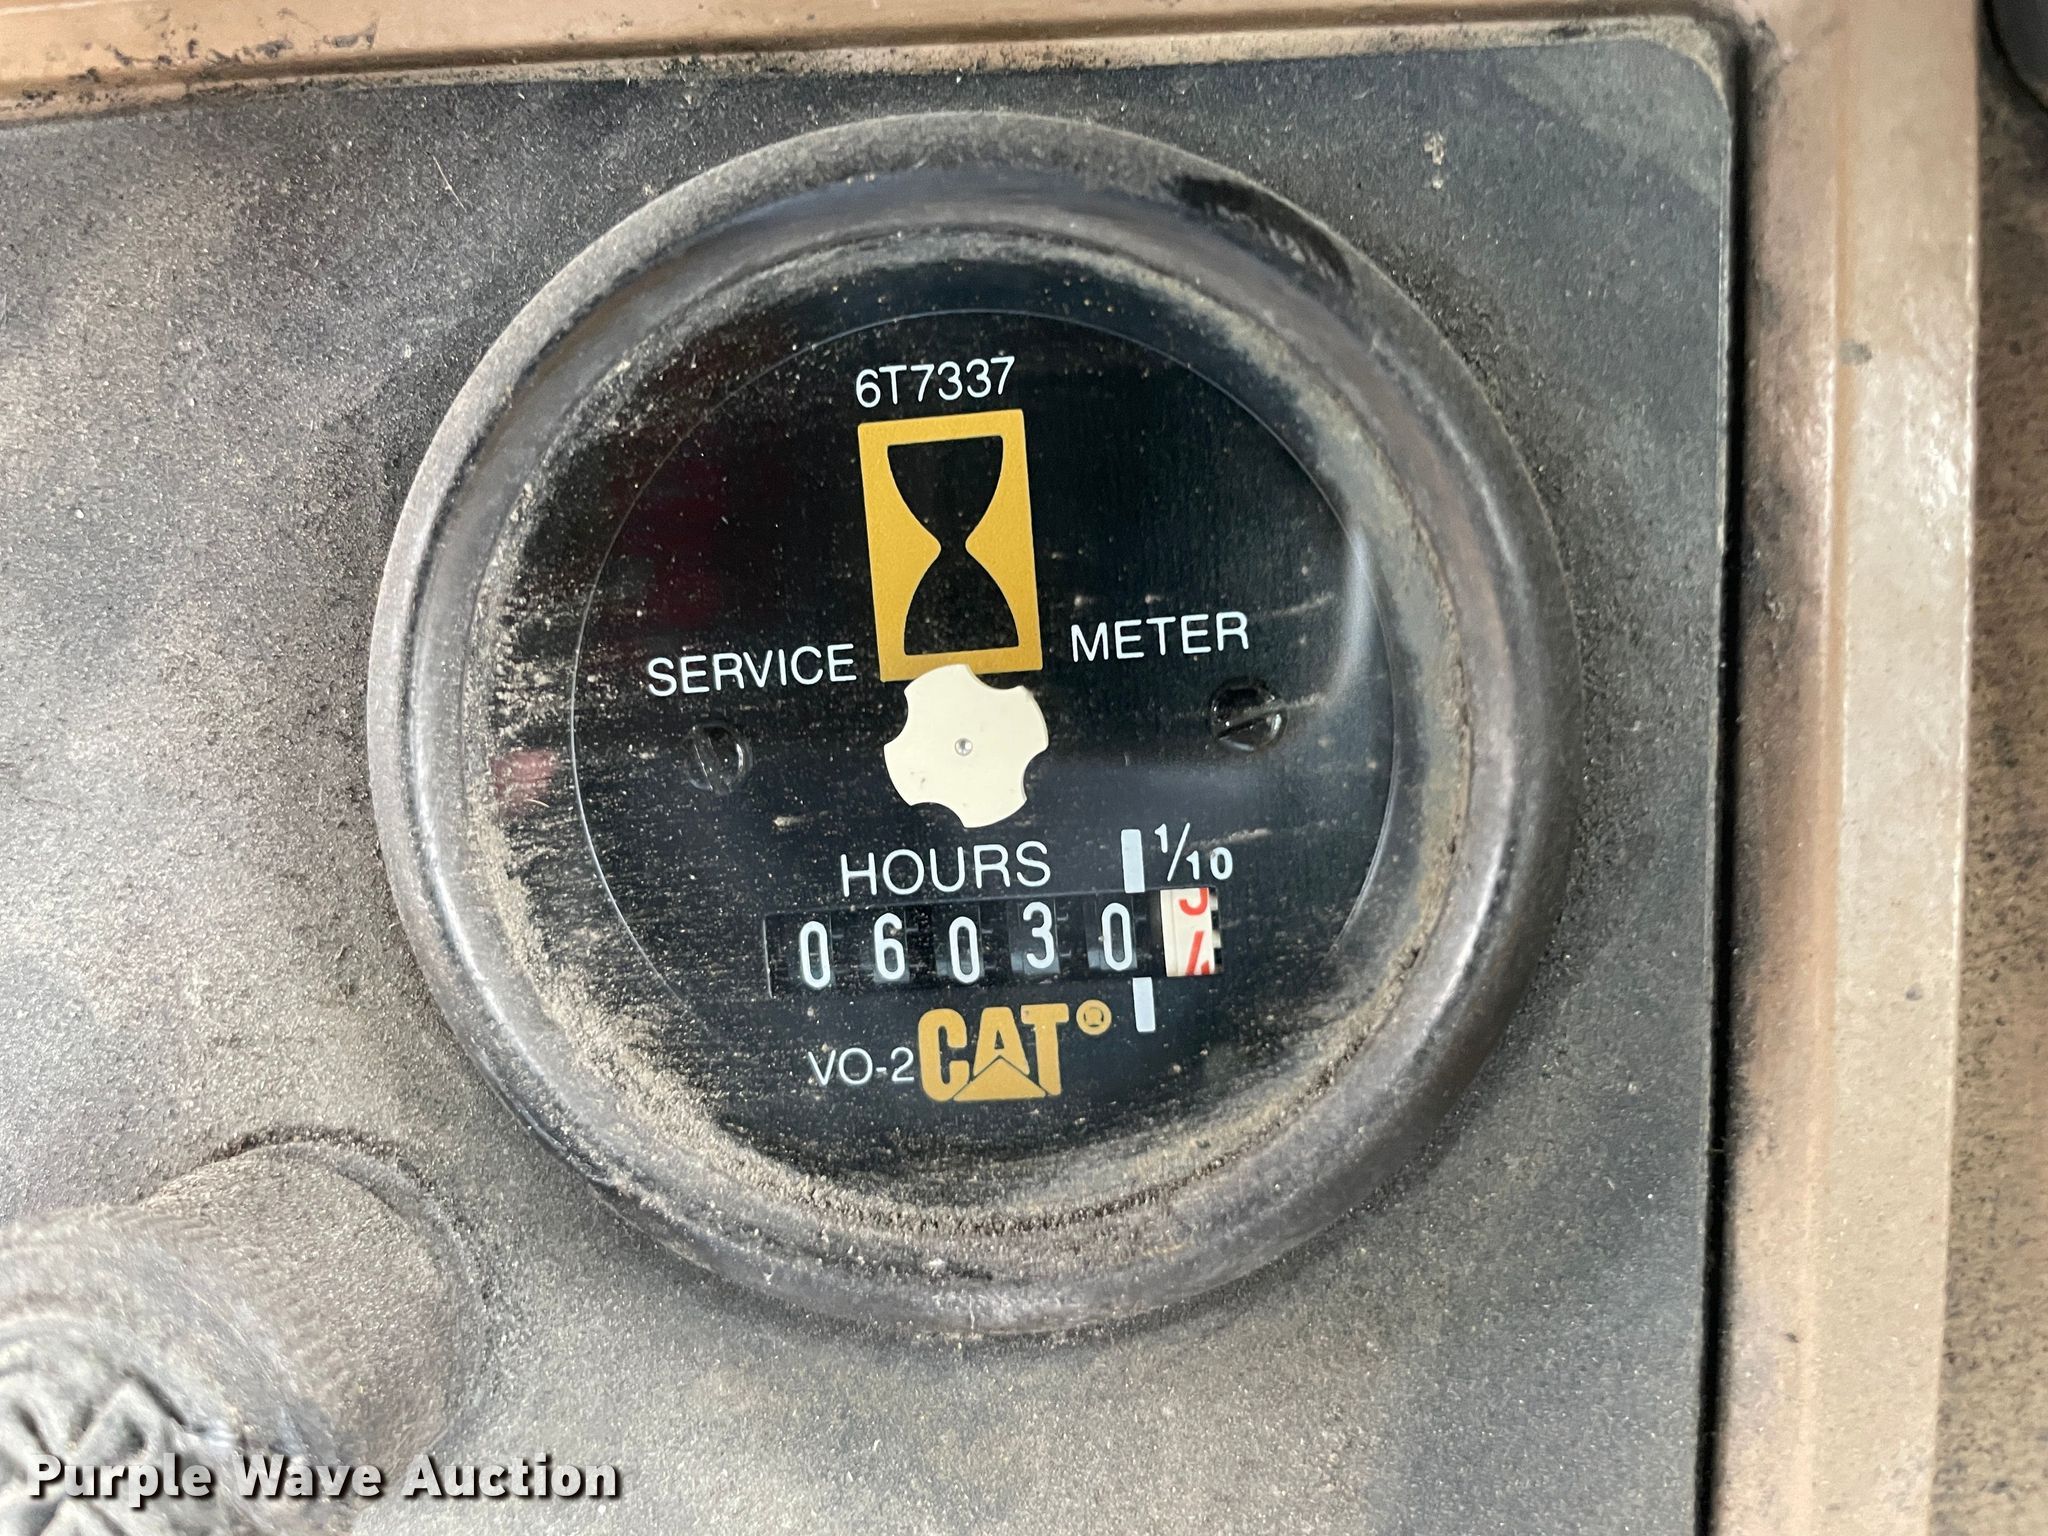 6T7337
SERVICE METER
HOURS 1/10
06030
VO-2 CAT®
Purple Wave Auction